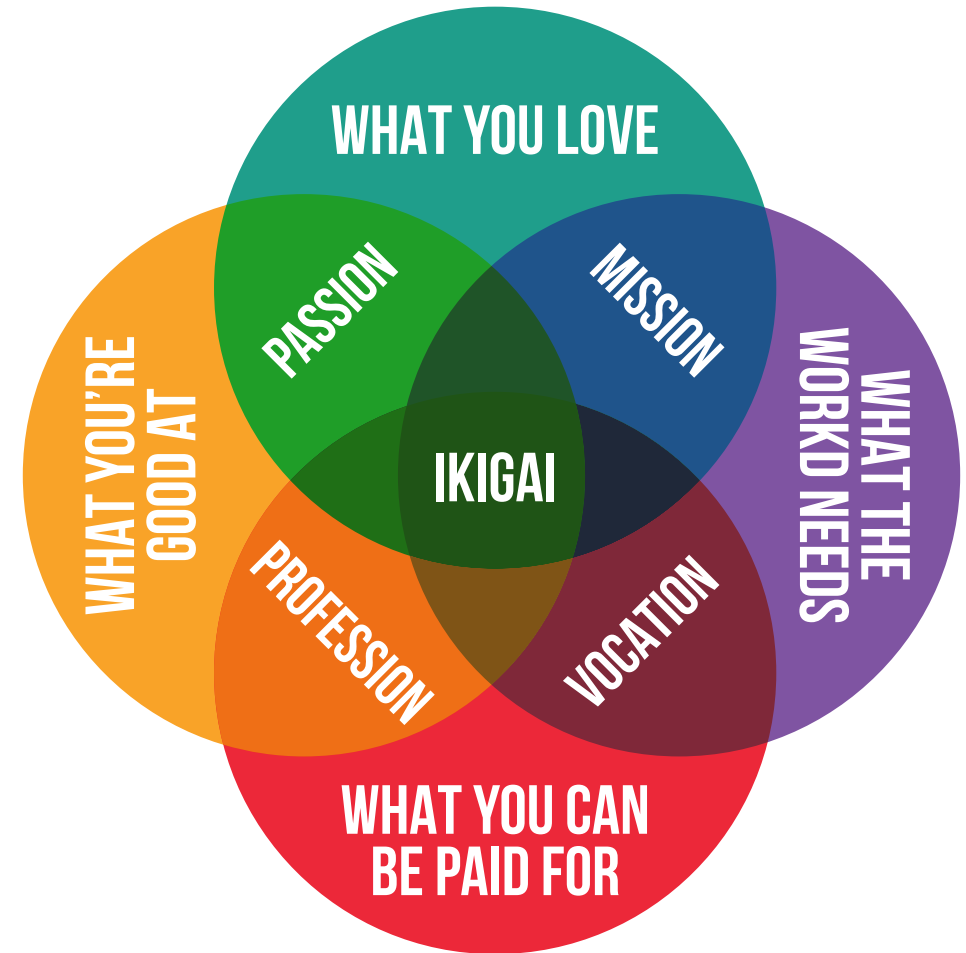 WHAT YOU LOVE
PASSION
MISSION
WHAT YOU'RE
GOOD AT
IKIGAI
WHAT THE
WORKD NEEDS
PROFESSION
VOCATION
WHAT YOU CAN
BE PAID FOR